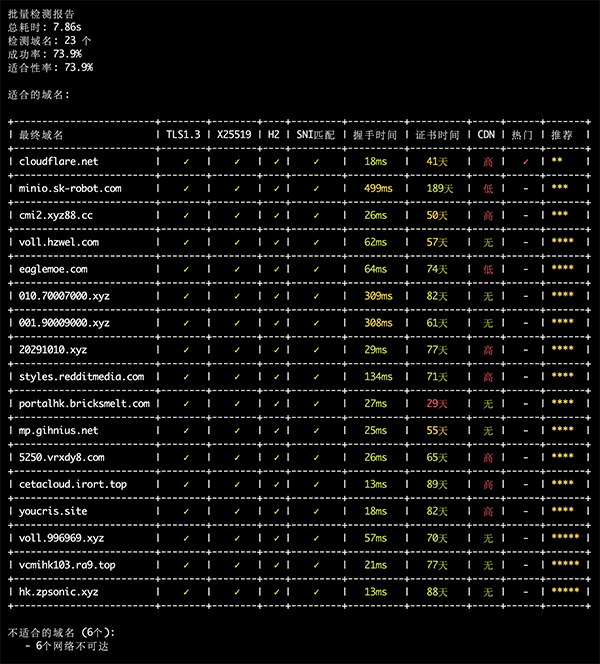 批量检测报告
总耗时: 7.86s
检测域名: 23 个
成功率: 73.9%
适合性率: 73.9%
适合的域名:
| 最终域名 | TLS1.3 | X25519 | H2 | SNI匹配 | 握手时间 | 证书时间 | CDN | 热门 | 推荐
| cloudflare.net | ✓ | ✓ | ✓ | ✓ | 18ms | 41天 | 高 | ✓ | **
| minio.sk-robot.com | ✓ | ✓ | ✓ | ✓ | 499ms | 189天 | 低 | - | ***
| cmi2.xyz88.cc | ✓ | ✓ | ✓ | ✓ | 26ms | 50天 | 高 | - | ***
| voll.hzwel.com | ✓ | ✓ | ✓ | ✓ | 62ms | 57天 | 无 | - | ****
| eaglemoe.com | ✓ | ✓ | ✓ | ✓ | 64ms | 74天 | 低 | - | ****
| 010.70007000.xyz | ✓ | ✓ | ✓ | ✓ | 309ms | 82天 | 无 | - | ****
| 001.90009000.xyz | ✓ | ✓ | ✓ | ✓ | 308ms | 61天 | 无 | - | ****
| 20291010.xyz | ✓ | ✓ | ✓ | ✓ | 29ms | 77天 | 高 | - | ****
| styles.redditmedia.com | ✓ | ✓ | ✓ | ✓ | 134ms | 71天 | 高 | - | ****
| portalhk.bricksmelt.com | ✓ | ✓ | ✓ | ✓ | 27ms | 29天 | 无 | - | ****
| mp.gihnius.net | ✓ | ✓ | ✓ | ✓ | 25ms | 55天 | 无 | - | ****
| 5250.vrxdy8.com | ✓ | ✓ | ✓ | ✓ | 26ms | 65天 | 高 | - | ****
| cetacloud.irort.top | ✓ | ✓ | ✓ | ✓ | 13ms | 89天 | 高 | - | ****
| youcris.site | ✓ | ✓ | ✓ | ✓ | 18ms | 82天 | 高 | - | ****
| voll.996969.xyz | ✓ | ✓ | ✓ | ✓ | 57ms | 70天 | 无 | - | *****
| vcmihk103.ra9.top | ✓ | ✓ | ✓ | ✓ | 21ms | 77天 | 无 | - | *****
| hk.zpsonic.xyz | ✓ | ✓ | ✓ | ✓ | 13ms | 88天 | 无 | - | *****
不适合的域名 (6个):
- 6个网络不可达